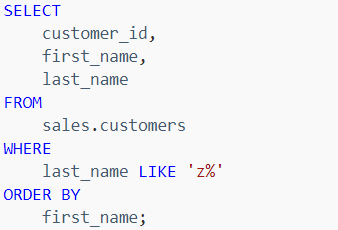 SELECT
    customer_id,
    first_name,
    last_name
FROM
    sales.customers
WHERE
    last_name LIKE 'z%'
ORDER BY
    first_name;